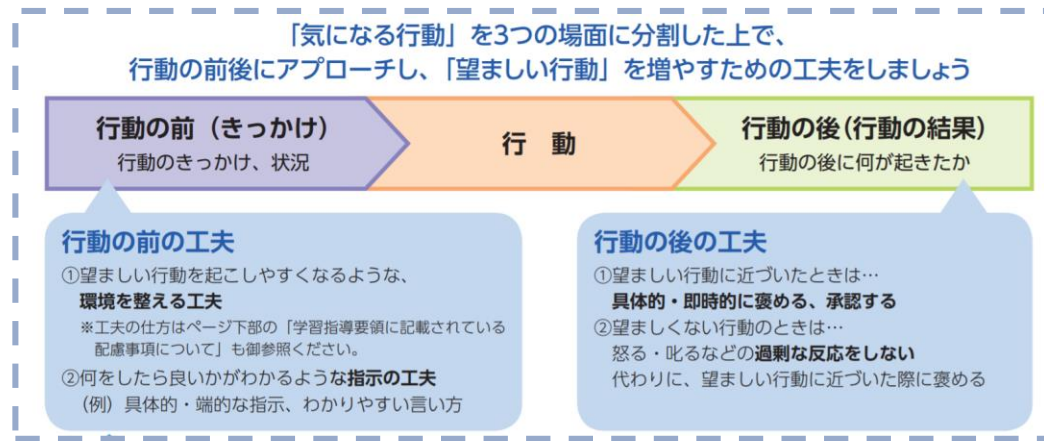 「気になる行動」を3つの場面に分割した上で、
行動の前後にアプローチし、「望ましい行動」を増やすための工夫をしましょう
行動の前（きっかけ）
行動のきっかけ、状況
行　動
行動の後（行動の結果）
行動の後に何が起きたか
行動の前の工夫
①望ましい行動を起こしやすくなるような、
環境を整える工夫
※工夫の仕方はページ下部の「学習指導要領に記載されている
配慮事項について」も御参照ください。
②何をしたら良いかがわかるような指示の工夫
（例）具体的・端的な指示、わかりやすい言い方
行動の後の工夫
①望ましい行動に近づいたときは…
具体的・即時的に褒める、承認する
②望ましくない行動のときは…
怒る・叱るなどの過剰な反応をしない
代わりに、望ましい行動に近づいた際に褒める